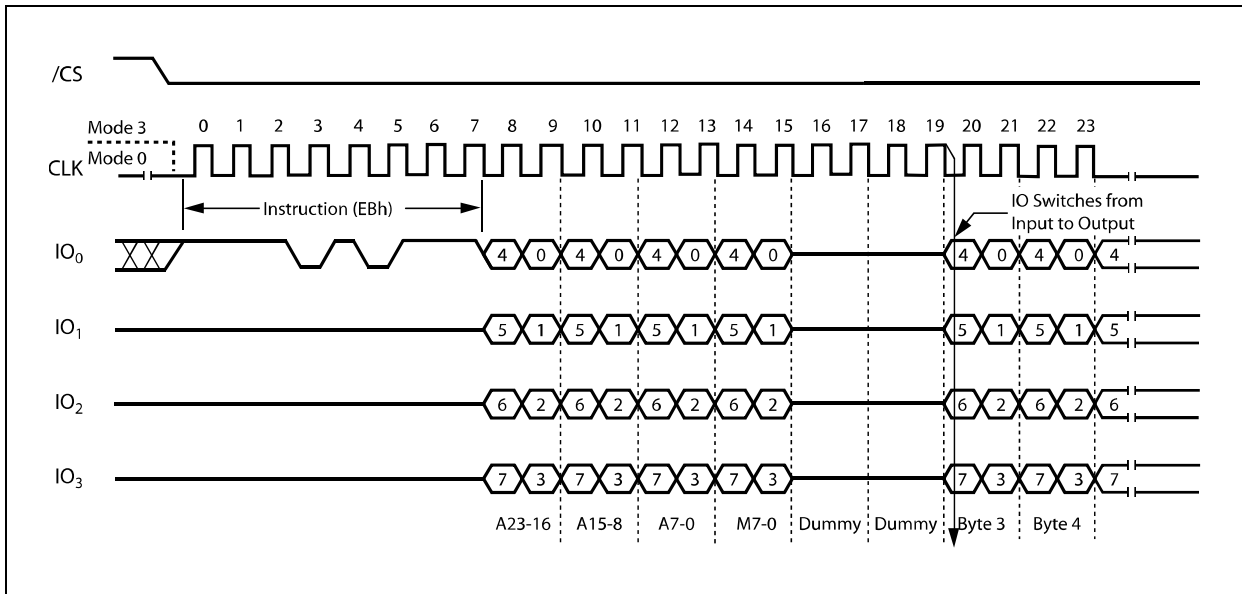 /CS
Mode 3
0 1 2 3 4 5 6 7 8 9 10 11 12 13 14 15 16 17 18 19 20 21 22 23
CLK
Mode 0
Instruction (EBh)
IO Switches from
Input to Output
IO₀
4 0 4 0 4 0 4 0 4 0 4 0 4
IO₁
5 1 5 1 5 1 5 1 5 1 5 1 5
IO₂
6 2 6 2 6 2 6 2 6 2 6 2 6
IO₃
7 3 7 3 7 3 7 3 7 3 7 3 7
A23-16 A15-8 A7-0 M7-0 Dummy Dummy Byte 3 Byte 4